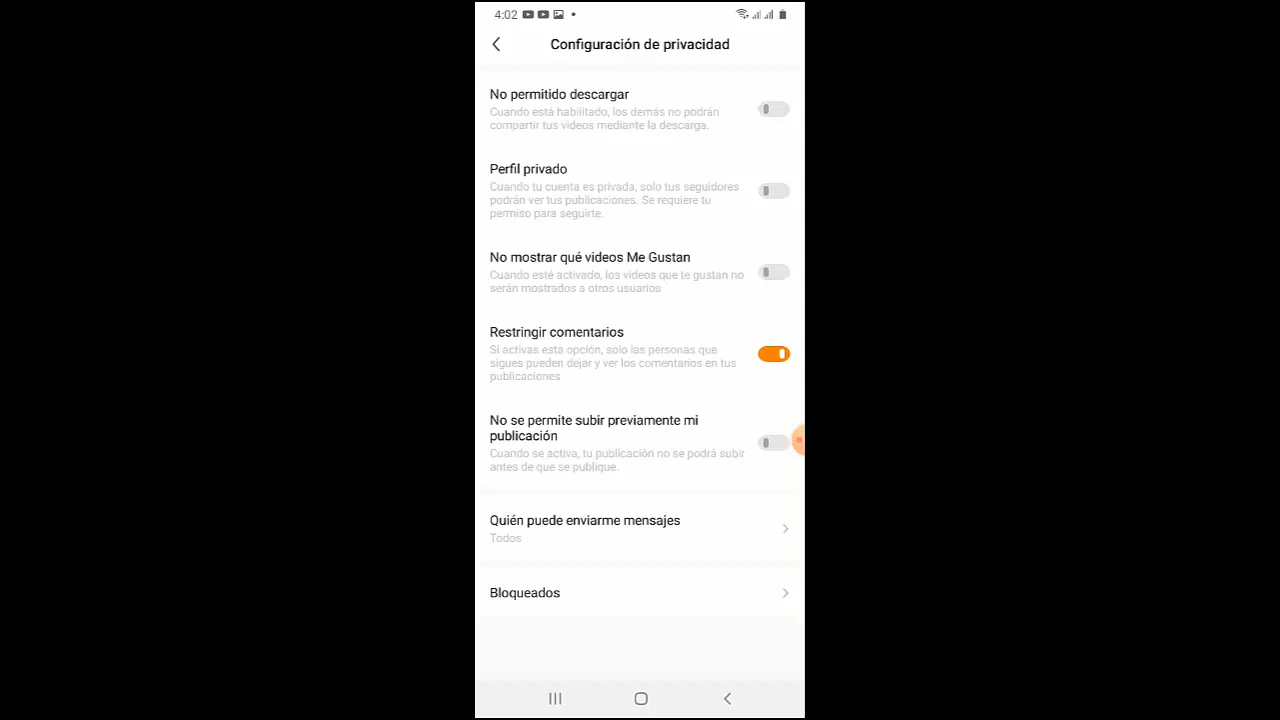 4:02
Configuración de privacidad
No permitido descargar
Cuando está habilitado, los demás no podrán
compartir tus videos mediante la descarga.
Perfil privado
Cuando tu cuenta es privada, solo tus seguidores
podrán ver tus publicaciones. Se requiere tu
permiso para seguirte.
No mostrar qué videos Me Gustan
Cuando esté activado, los videos que te gustan no
serán mostrados a otros usuarios
Restringir comentarios
Si activas esta opción, solo las personas que
sigues pueden dejar y ver los comentarios en tus
publicaciones
No se permite subir previamente mi
publicación
Cuando se activa, tu publicación no se podrá subir
antes de que se publique.
Quién puede enviarme mensajes
Todos
Bloqueados